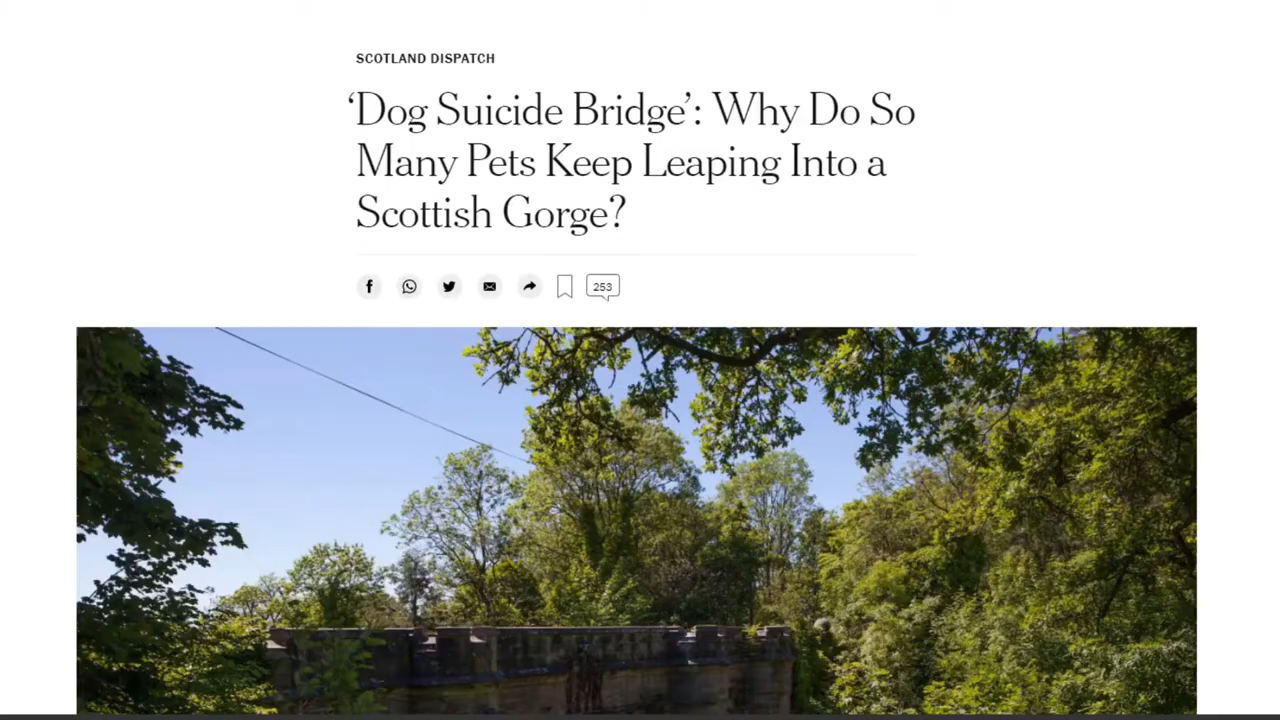 SCOTLAND DISPATCH
‘Dog Suicide Bridge’: Why Do So
Many Pets Keep Leaping Into a
Scottish Gorge?
253